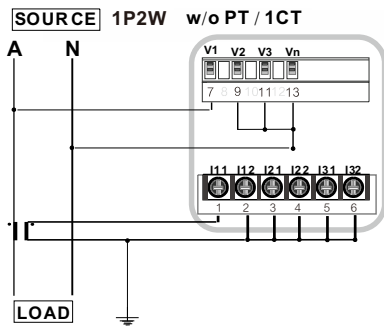 SOURCE 1P2W w/o PT / 1CT
A N
V1 V2 V3 Vn
7 8 9 10 11 12 13
I11 I12 I21 I22 I31 I32
1 2 3 4 5 6
LOAD